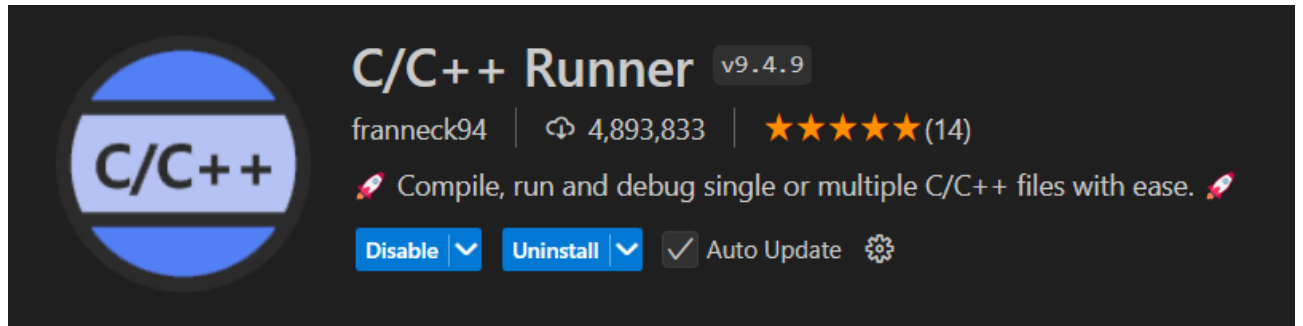 C/C++
C/C++ Runner v9.4.9
franneck94 4,893,833 ★★★★★(14)
🚀 Compile, run and debug single or multiple C/C++ files with ease. 🚀
Disable Uninstall Auto Update